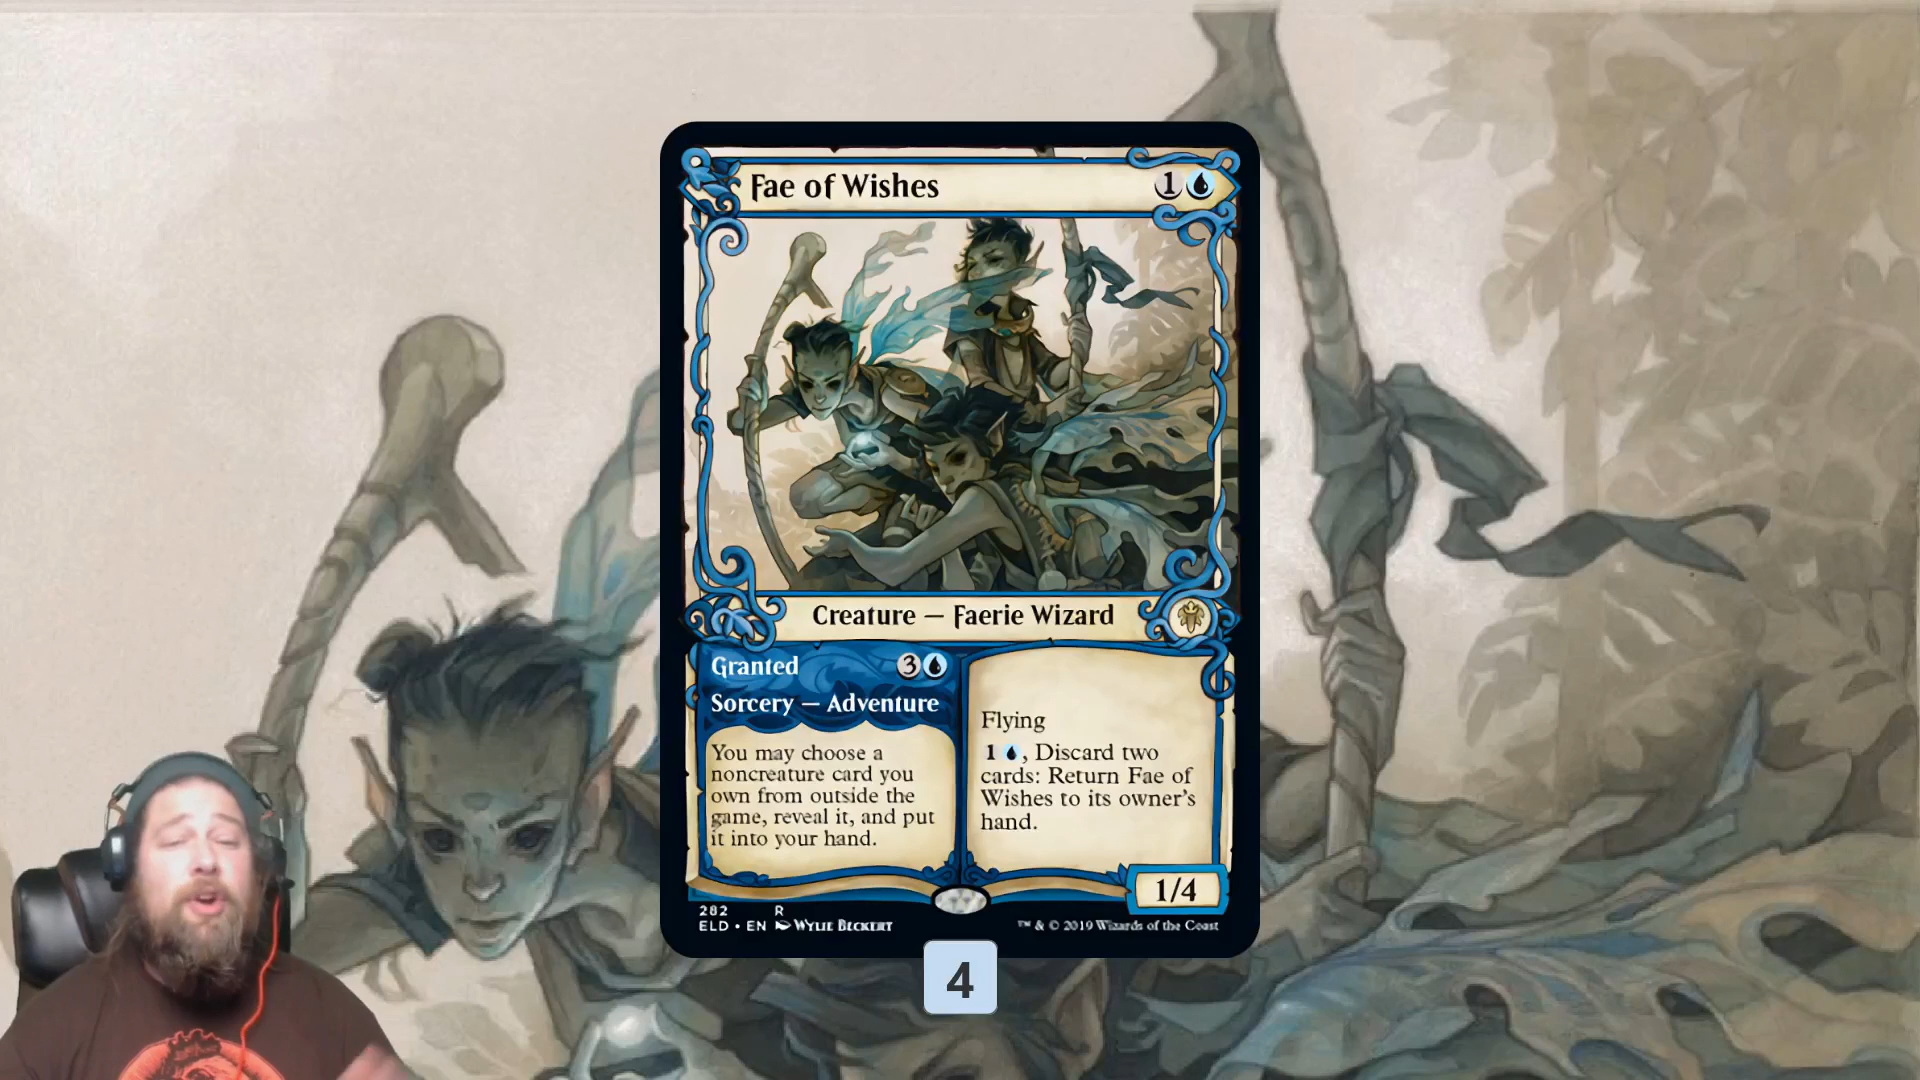 Fae of Wishes 1
Creature — Faerie Wizard
Granted 3
Sorcery — Adventure
You may choose a
noncreature card you
own from outside the
game, reveal it, and put
it into your hand.
Flying
1 , Discard two
cards: Return Fae of
Wishes to its owner's
hand.
1/4
282 R
ELD • EN Wylie Beckert
™ & © 2019 Wizards of the Coast
4